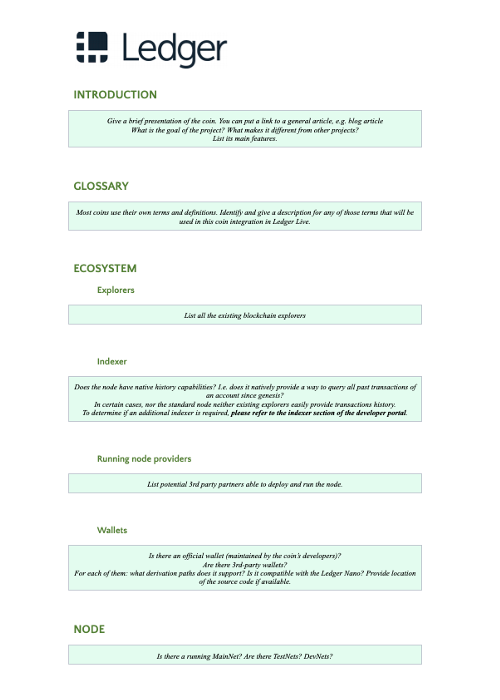 Ledger
INTRODUCTION
Give a brief presentation of the coin. You can put a link to a general article, e.g. blog article
What is the goal of the project? What makes it different from other projects?
List its main features.
GLOSSARY
Most coins use their own terms and definitions. Identify and give a description for any of those terms that will be
used in this coin integration in Ledger Live.
ECOSYSTEM
Explorers
List all the existing blockchain explorers
Indexer
Does the node have native history capabilities? I.e. does it natively provide a way to query all past transactions of
an account since genesis?
In certain cases, nor the standard node neither existing explorers easily provide transactions history.
To determine if an additional indexer is required, please refer to the indexer section of the developer portal.
Running node providers
List potential 3rd party partners able to deploy and run the node.
Wallets
Is there an official wallet (maintained by the coin's developers)?
Are there 3rd-party wallets?
For each of them: what derivation paths does it support? Is it compatible with the Ledger Nano? Provide location
of the source code if available.
NODE
Is there a running MainNet? Are there TestNets? DevNets?